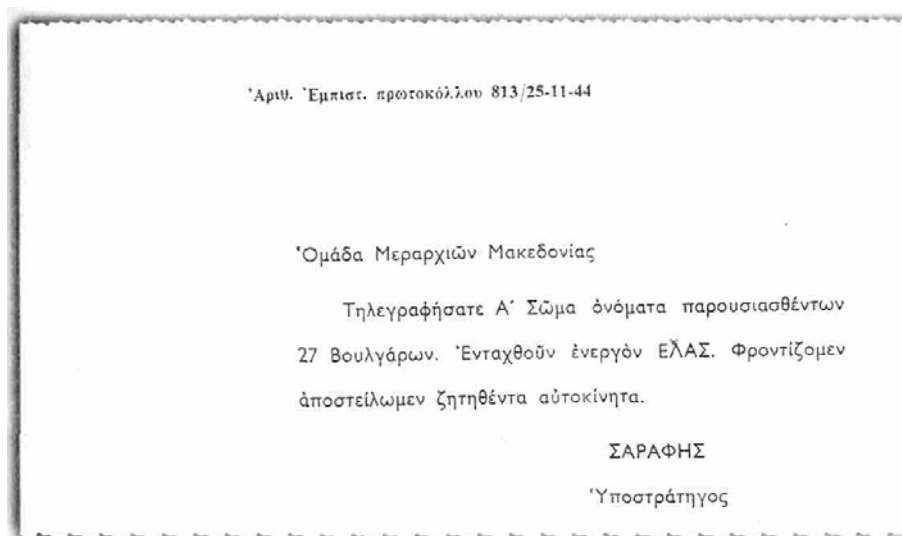 Ἀριθ. Ἐμπιστ. πρωτοκόλλου 813/25-11-44
Ὁμάδα Μεραρχιῶν Μακεδονίας
Τηλεγραφήσατε Α΄ Σῶμα ὀνόματα παρουσιασθέντων
27 Βουλγάρων. Ἐνταχθοῦν ἐνεργὸν ΕΛΑΣ. Φροντίζομεν
ἀποστείλωμεν ζητηθέντα αὐτοκίνητα.
ΣΑΡΑΦΗΣ
Ὑποστράτηγος